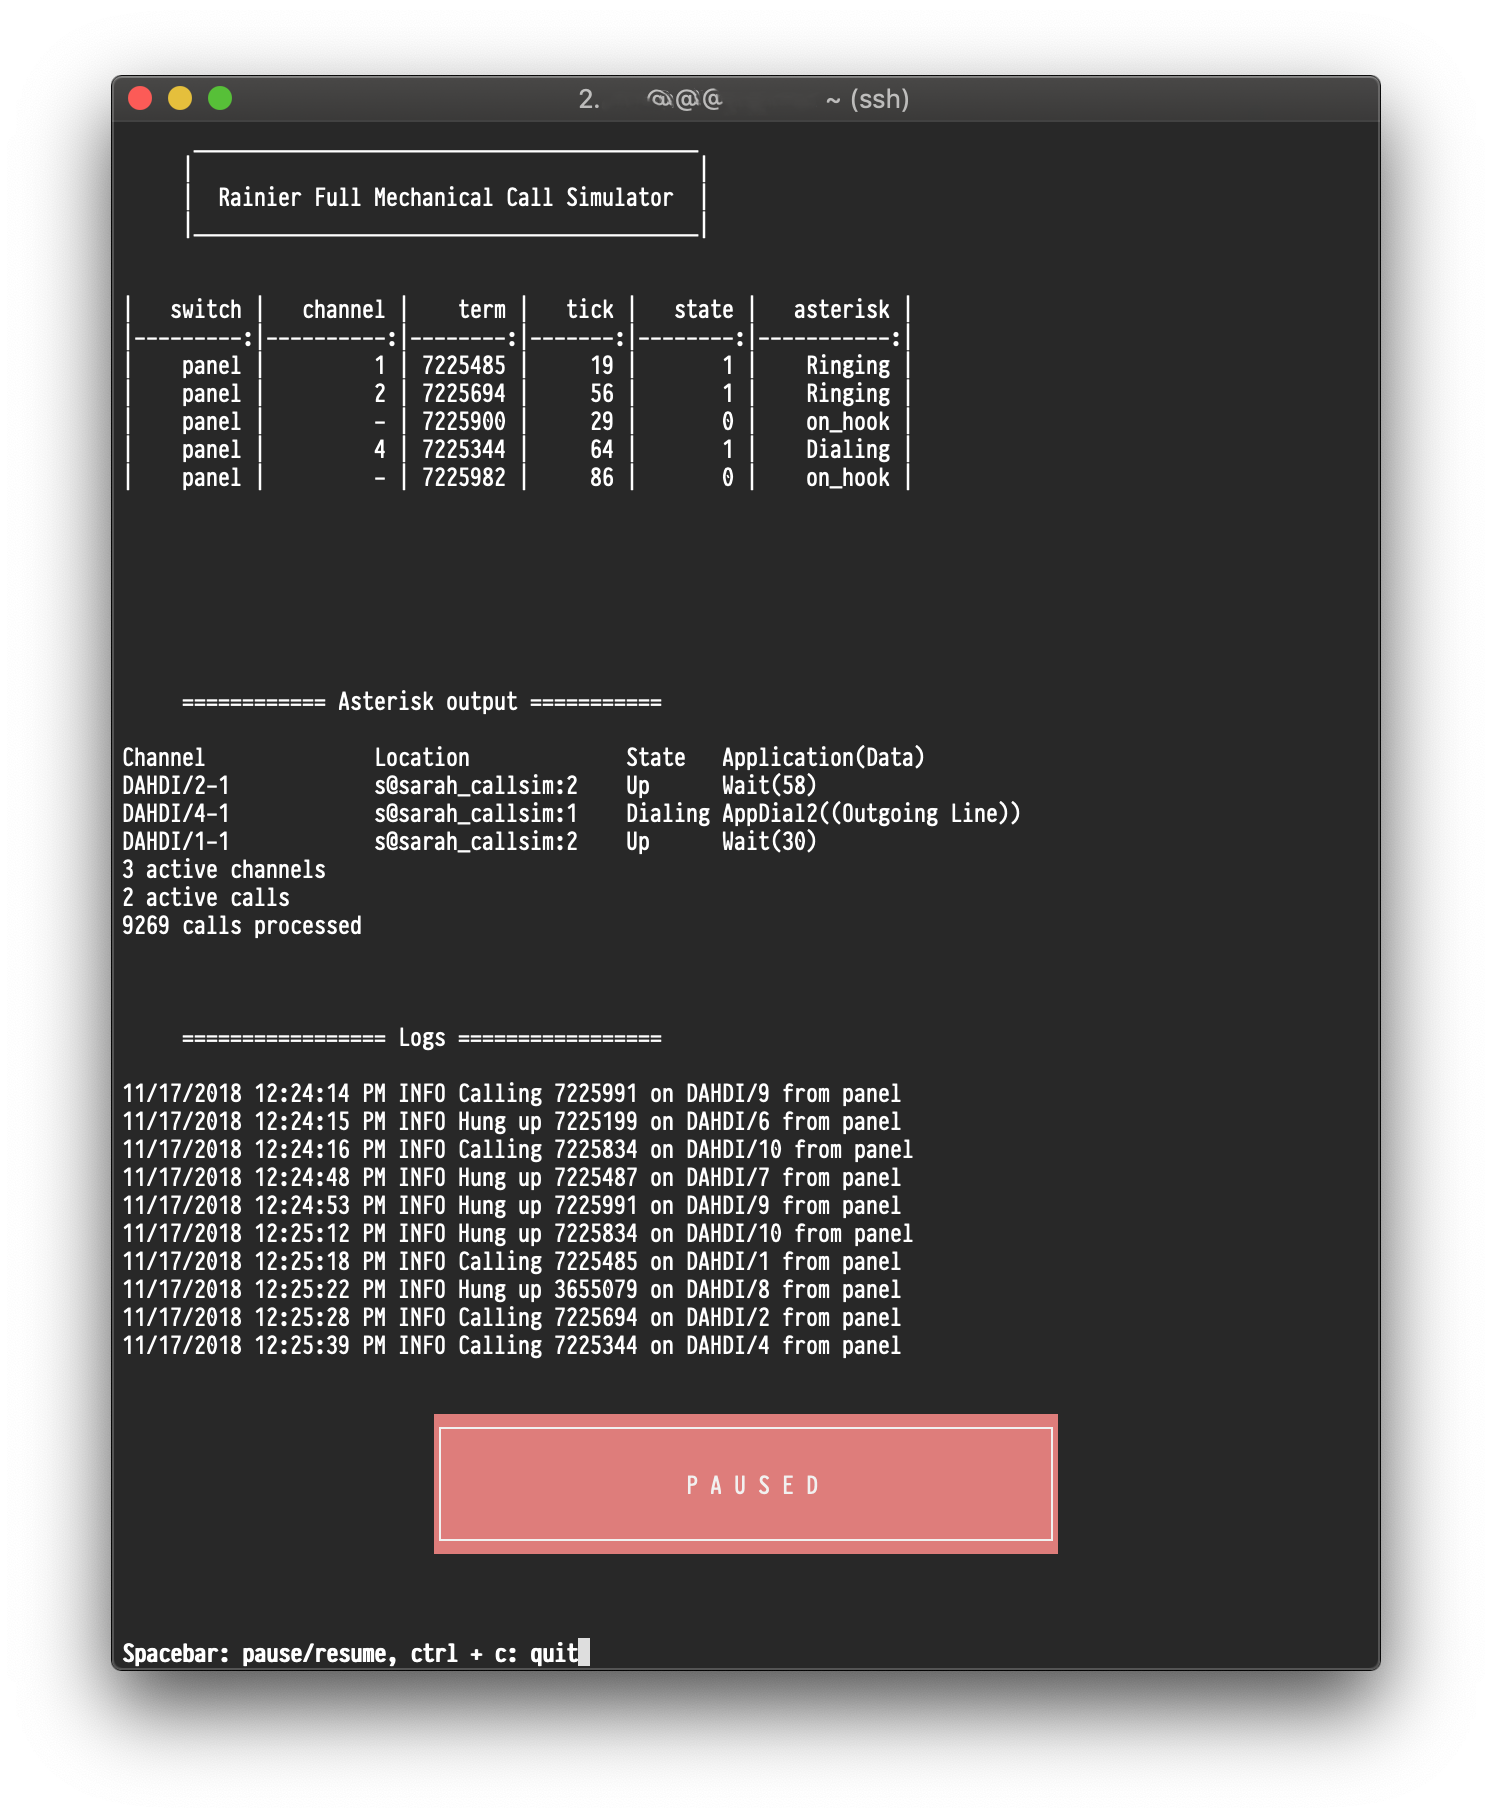 2. @@@ ~ (ssh)
Rainier Full Mechanical Call Simulator
| switch | channel | term | tick | state | asterisk |
|---------:|----------:|--------:|-------:|--------:|-----------:|
| panel | 1 | 7225485 | 19 | 1 | Ringing |
| panel | 2 | 7225694 | 56 | 1 | Ringing |
| panel | - | 7225900 | 29 | 0 | on_hook |
| panel | 4 | 7225344 | 64 | 1 | Dialing |
| panel | - | 7225982 | 86 | 0 | on_hook |
============ Asterisk output ===========
Channel Location State Application(Data)
DAHDI/2-1 s@sarah_callsim:2 Up Wait(58)
DAHDI/4-1 s@sarah_callsim:1 Dialing AppDial2((Outgoing Line))
DAHDI/1-1 s@sarah_callsim:2 Up Wait(30)
3 active channels
2 active calls
9269 calls processed
================= Logs =================
11/17/2018 12:24:14 PM INFO Calling 7225991 on DAHDI/9 from panel
11/17/2018 12:24:15 PM INFO Hung up 7225199 on DAHDI/6 from panel
11/17/2018 12:24:16 PM INFO Calling 7225834 on DAHDI/10 from panel
11/17/2018 12:24:48 PM INFO Hung up 7225487 on DAHDI/7 from panel
11/17/2018 12:24:53 PM INFO Hung up 7225991 on DAHDI/9 from panel
11/17/2018 12:25:12 PM INFO Hung up 7225834 on DAHDI/10 from panel
11/17/2018 12:25:18 PM INFO Calling 7225485 on DAHDI/1 from panel
11/17/2018 12:25:22 PM INFO Hung up 3655079 on DAHDI/8 from panel
11/17/2018 12:25:28 PM INFO Calling 7225694 on DAHDI/2 from panel
11/17/2018 12:25:39 PM INFO Calling 7225344 on DAHDI/4 from panel
P A U S E D
Spacebar: pause/resume, ctrl + c: quit